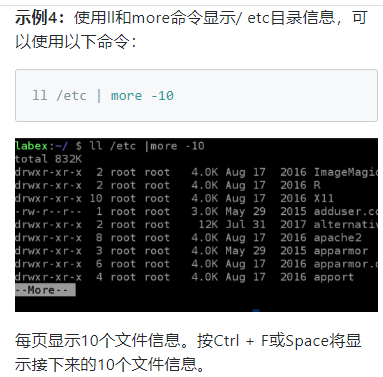 示例4：使用ll和more命令显示/ etc目录信息，可
以使用以下命令：
ll /etc | more -10
labex:~/ $ ll /etc |more -10
total 832K
drwxr-xr-x  2 root root  4.0K Aug 17  2016 ImageMagic
drwxr-xr-x  2 root root  4.0K Aug 17  2016 R
drwxr-xr-x 10 root root  4.0K Aug 17  2016 X11
-rw-r--r--  1 root root  3.0K May 29  2015 adduser.co
drwxr-xr-x  2 root root   12K Jul 31  2017 alternativ
drwxr-xr-x  8 root root  4.0K Aug 17  2016 apache2
drwxr-xr-x  3 root root  4.0K May 29  2015 apparmor
drwxr-xr-x  6 root root  4.0K Aug 17  2016 apparmor.d
drwxr-xr-x  4 root root  4.0K Aug 17  2016 apport
--More--
每页显示10个文件信息。按Ctrl + F或Space将显
示接下来的10个文件信息。